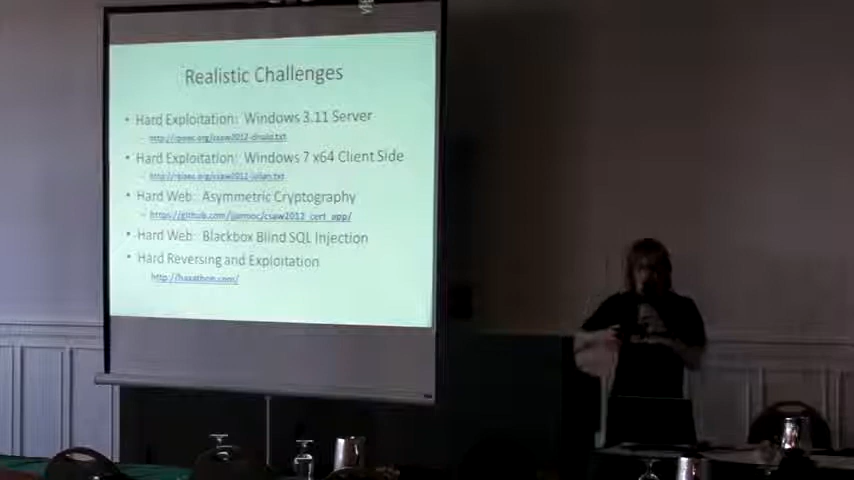 Realistic Challenges
• Hard Exploitation: Windows 3.11 Server
• Hard Exploitation: Windows 7 x64 Client Side
• Hard Web: Asymmetric Cryptography
• Hard Web: Blackbox Blind SQL Injection
• Hard Reversing and Exploitation